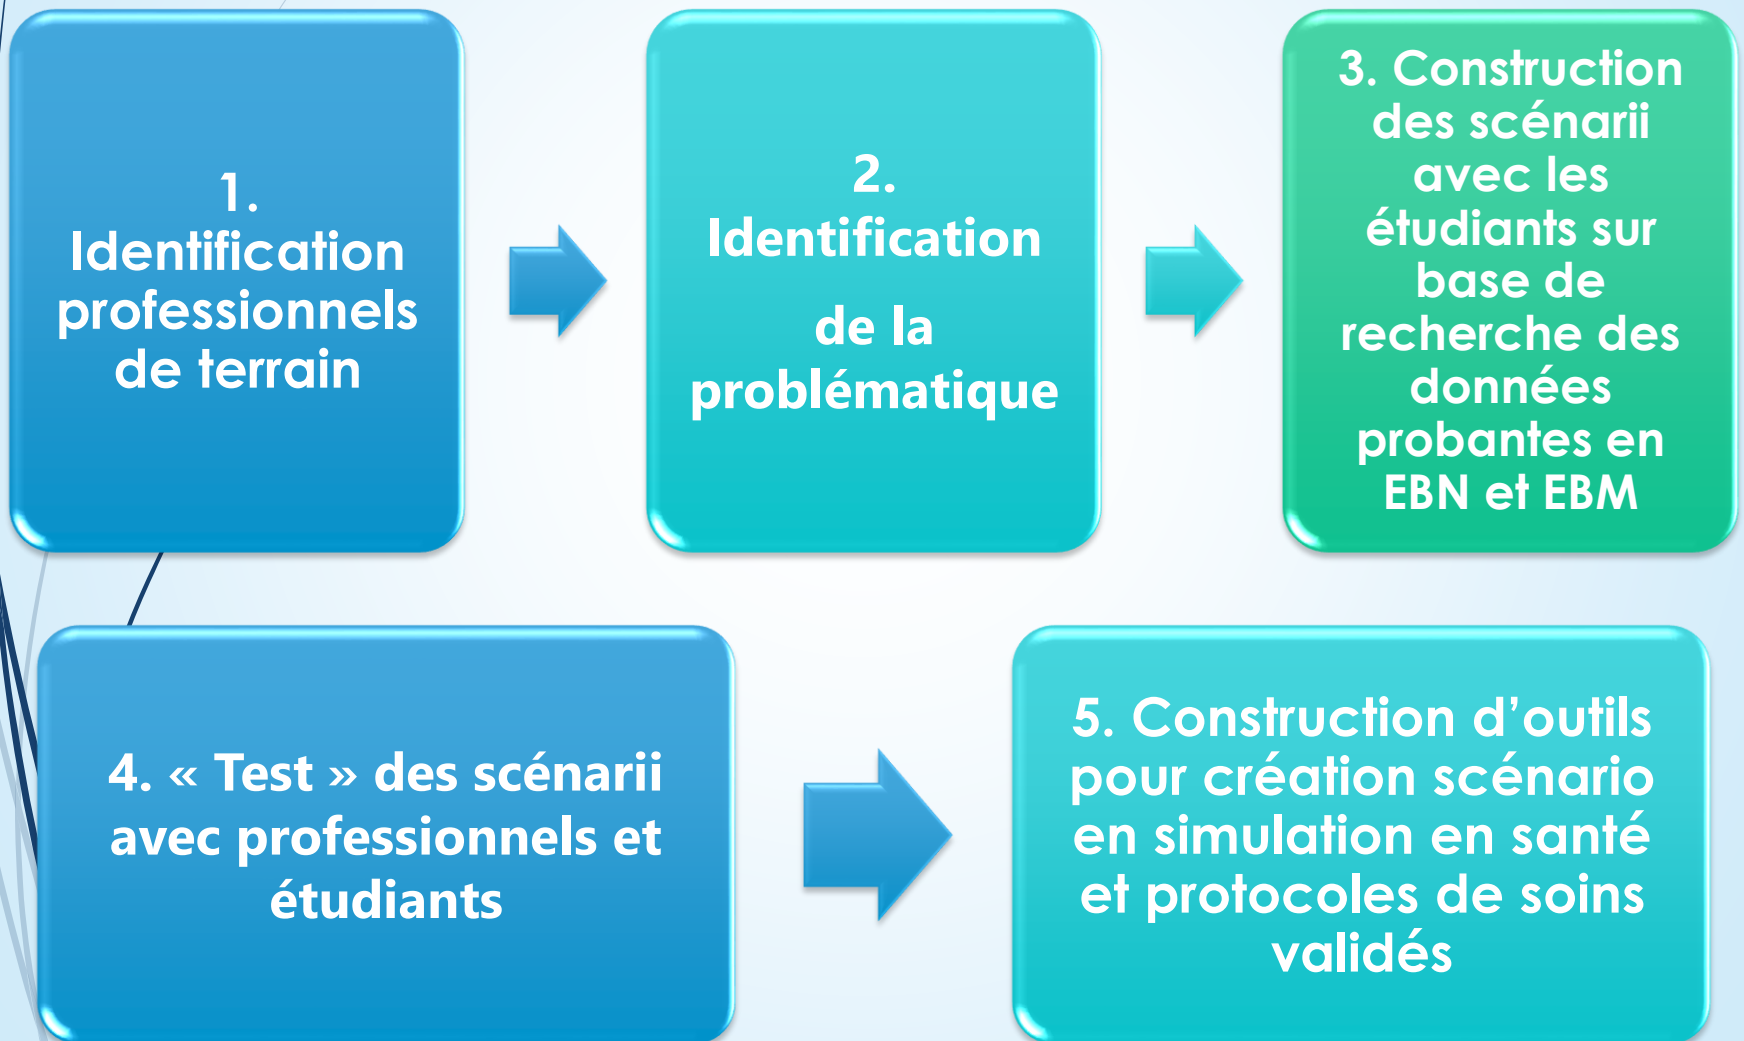 1.
Identification
professionnels
de terrain
2.
Identification
de la
problématique
3. Construction
des scénarii
avec les
étudiants sur
base de
recherche des
données
probantes en
EBN et EBM
4. « Test » des scénarii
avec professionnels et
étudiants
5. Construction d’outils
pour création scénario
en simulation en santé
et protocoles de soins
validés